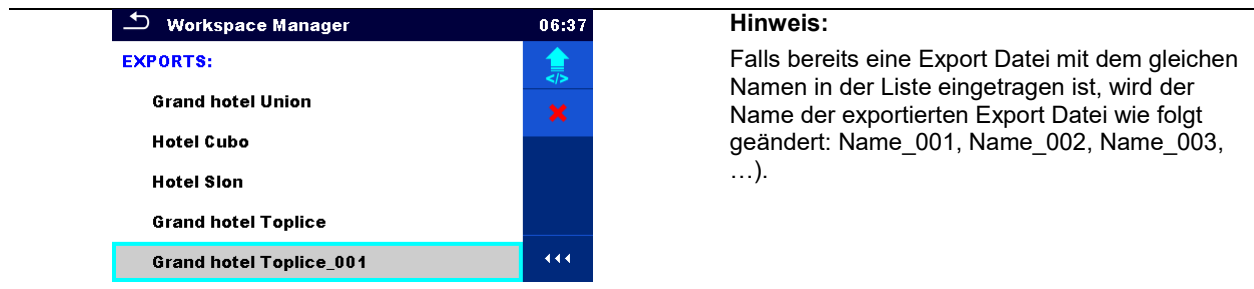 Workspace Manager 06:37
EXPORTS:
</>
Grand hotel Union
Hotel Cubo
Hotel Slon
Grand hotel Toplice
Grand hotel Toplice_001
Hinweis:
Falls bereits eine Export Datei mit dem gleichen
Namen in der Liste eingetragen ist, wird der
Name der exportierten Export Datei wie folgt
geändert: Name_001, Name_002, Name_003,
…).